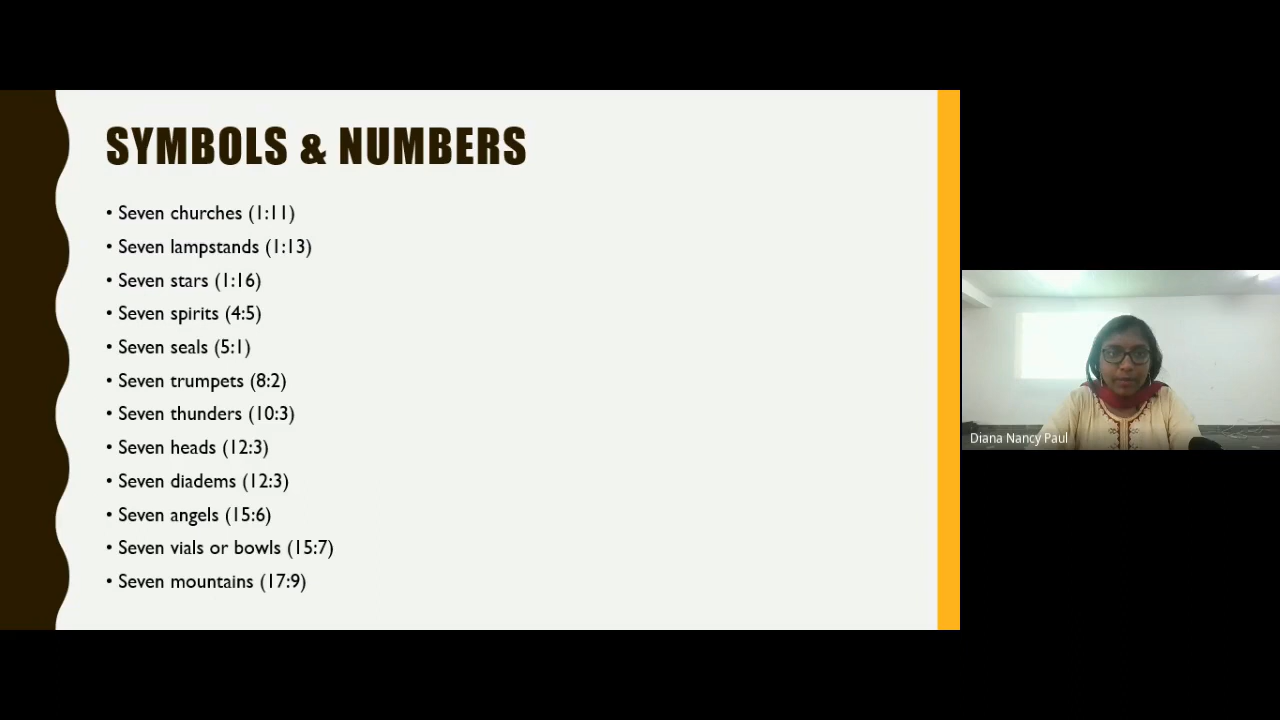 SYMBOLS & NUMBERS
• Seven churches (1:11)
• Seven lampstands (1:13)
• Seven stars (1:16)
• Seven spirits (4:5)
• Seven seals (5:1)
• Seven trumpets (8:2)
• Seven thunders (10:3)
• Seven heads (12:3)
• Seven diadems (12:3)
• Seven angels (15:6)
• Seven vials or bowls (15:7)
• Seven mountains (17:9)
Diana Nancy Paul